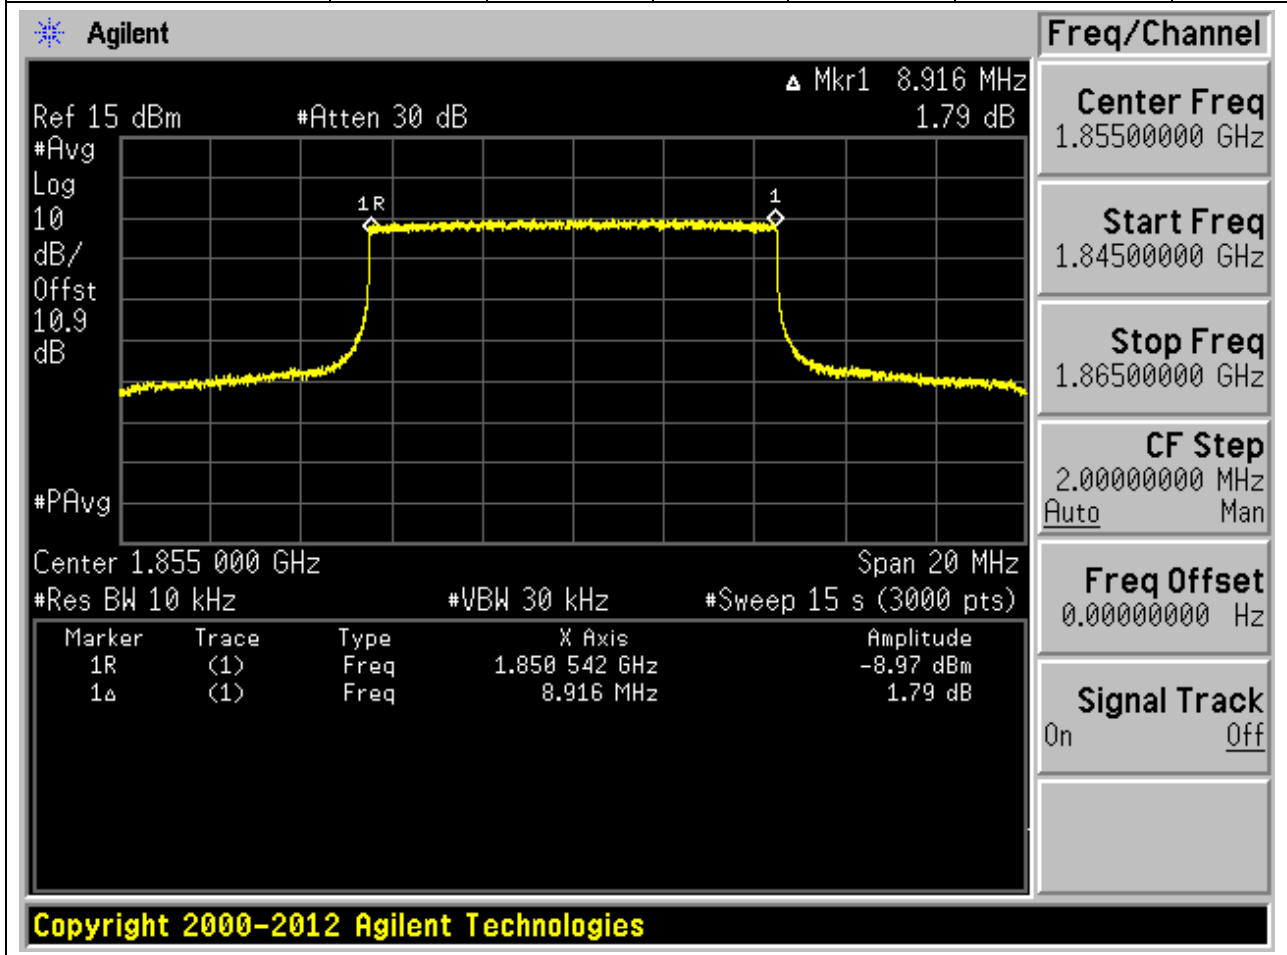 Agilent
Freq/Channel
Δ Mkr1 8.916 MHz
Ref 15 dBm #Atten 30 dB 1.79 dB
#Avg
Log
10
dB/
Offst
10.9
dB
#PAvg
1R
1
Center 1.855 000 GHz Span 20 MHz
#Res BW 10 kHz #VBW 30 kHz #Sweep 15 s (3000 pts)
Marker Trace Type X Axis Amplitude
1R (1) Freq 1.850 542 GHz -8.97 dBm
1Δ (1) Freq 8.916 MHz 1.79 dB
Center Freq
1.85500000 GHz
Start Freq
1.84500000 GHz
Stop Freq
1.86500000 GHz
CF Step
2.00000000 MHz
Auto Man
Freq Offset
0.00000000 Hz
Signal Track
On Off
Copyright 2000-2012 Agilent Technologies